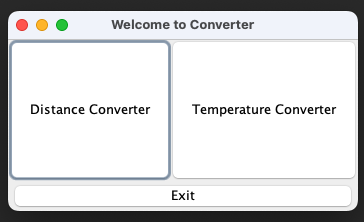 Welcome to Converter
Distance Converter
Temperature Converter
Exit